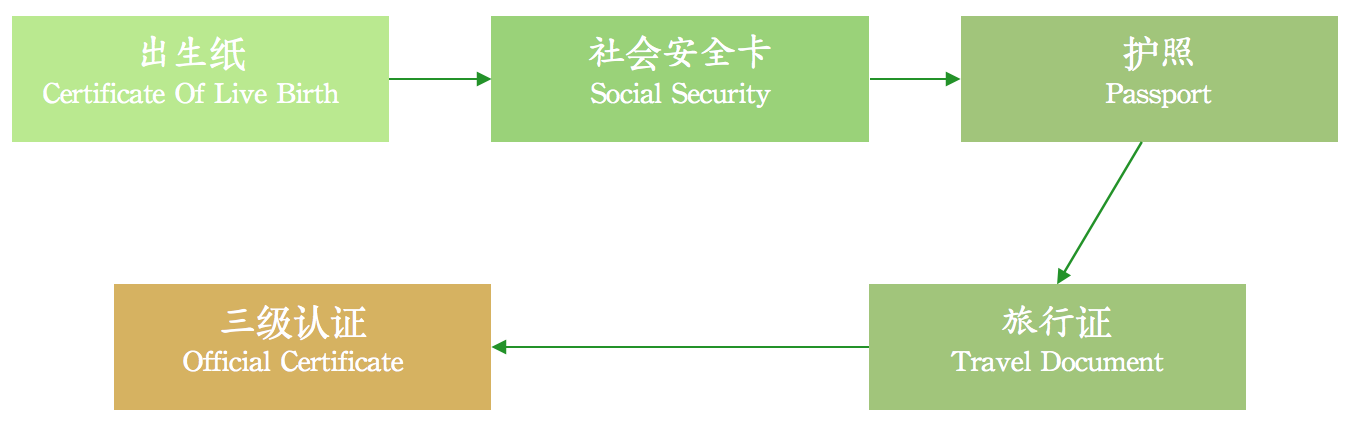 出生纸
Certificate Of Live Birth
社会安全卡
Social Security
护照
Passport
旅行证
Travel Document
三级认证
Official Certificate